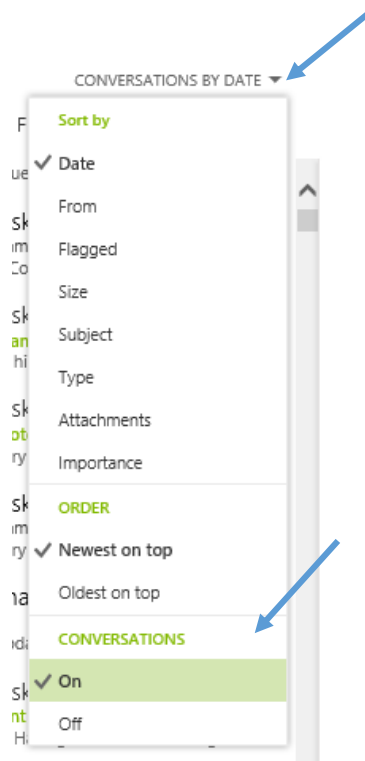 CONVERSATIONS BY DATE
F
Sort by
ue
Date
From
Flagged
Size
Subject
Type
Attachments
Importance
ORDER
Newest on top
Oldest on top
CONVERSATIONS
On
Off